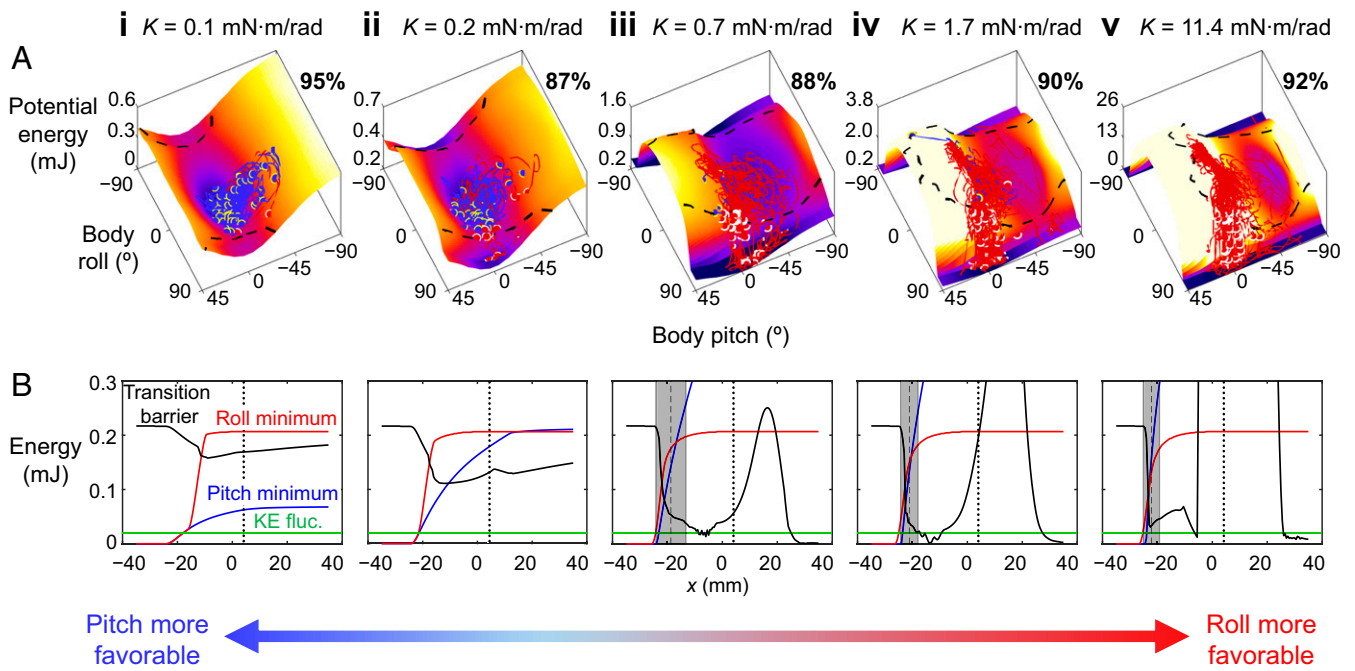 i K = 0.1 mN·m/rad ii K = 0.2 mN·m/rad iii K = 0.7 mN·m/rad iv K = 1.7 mN·m/rad v K = 11.4 mN·m/rad
A
95% 87% 88% 90% 92%
Potential
energy
(mJ)
0.6 0.7 1.6 3.8 26
0.3 0.4 0.9 2.0 13
0 0.2 0.2 0.2 0
−90 −90 −90 −90 −90
Body
roll (º)
0 0 0 0 0
90 90 90 90 90
45 0 −45 −90 45 0 −45 −90 45 0 −45 −90 45 0 −45 −90 45 0 −45 −90
Body pitch (º)
B
Energy
(mJ)
0.3
0.2
0.1
0
Transition
barrier
Roll minimum
Pitch minimum
KE fluc.
−40 −20 0 20 40 −20 0 20 40 −20 0 20 40 −20 0 20 40 −20 0 20 40
x (mm)
Pitch more
favorable
Roll more
favorable